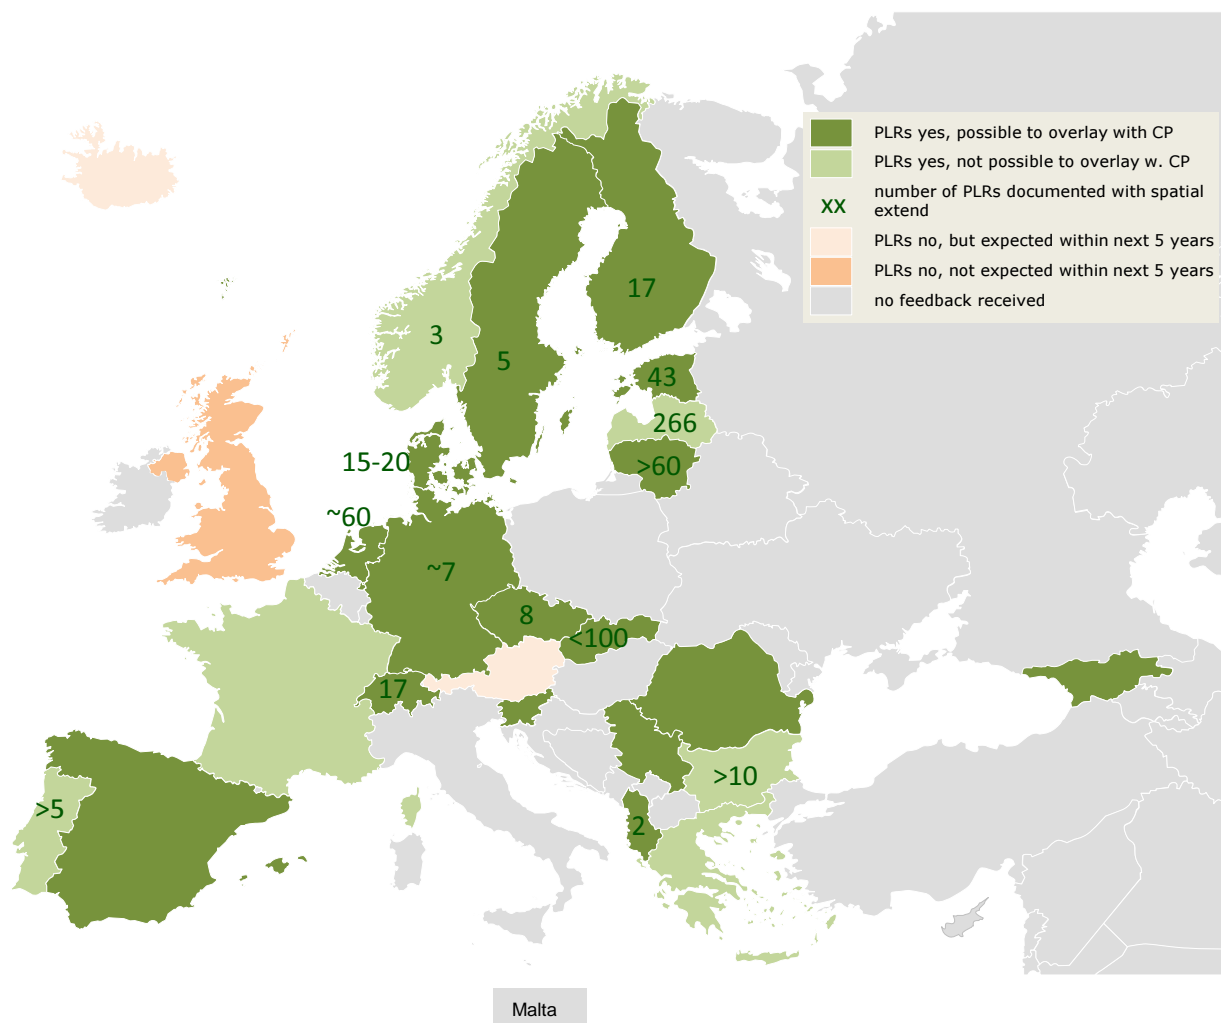 PLRs yes, possible to overlay with CP
PLRs yes, not possible to overlay w. CP
xx
number of PLRs documented with spatial
extend
PLRs no, but expected within next 5 years
PLRs no, not expected within next 5 years
no feedback received
17
3
5
43
266
15-20
>60
~60
~7
8
<100
17
>10
>5
2
Malta